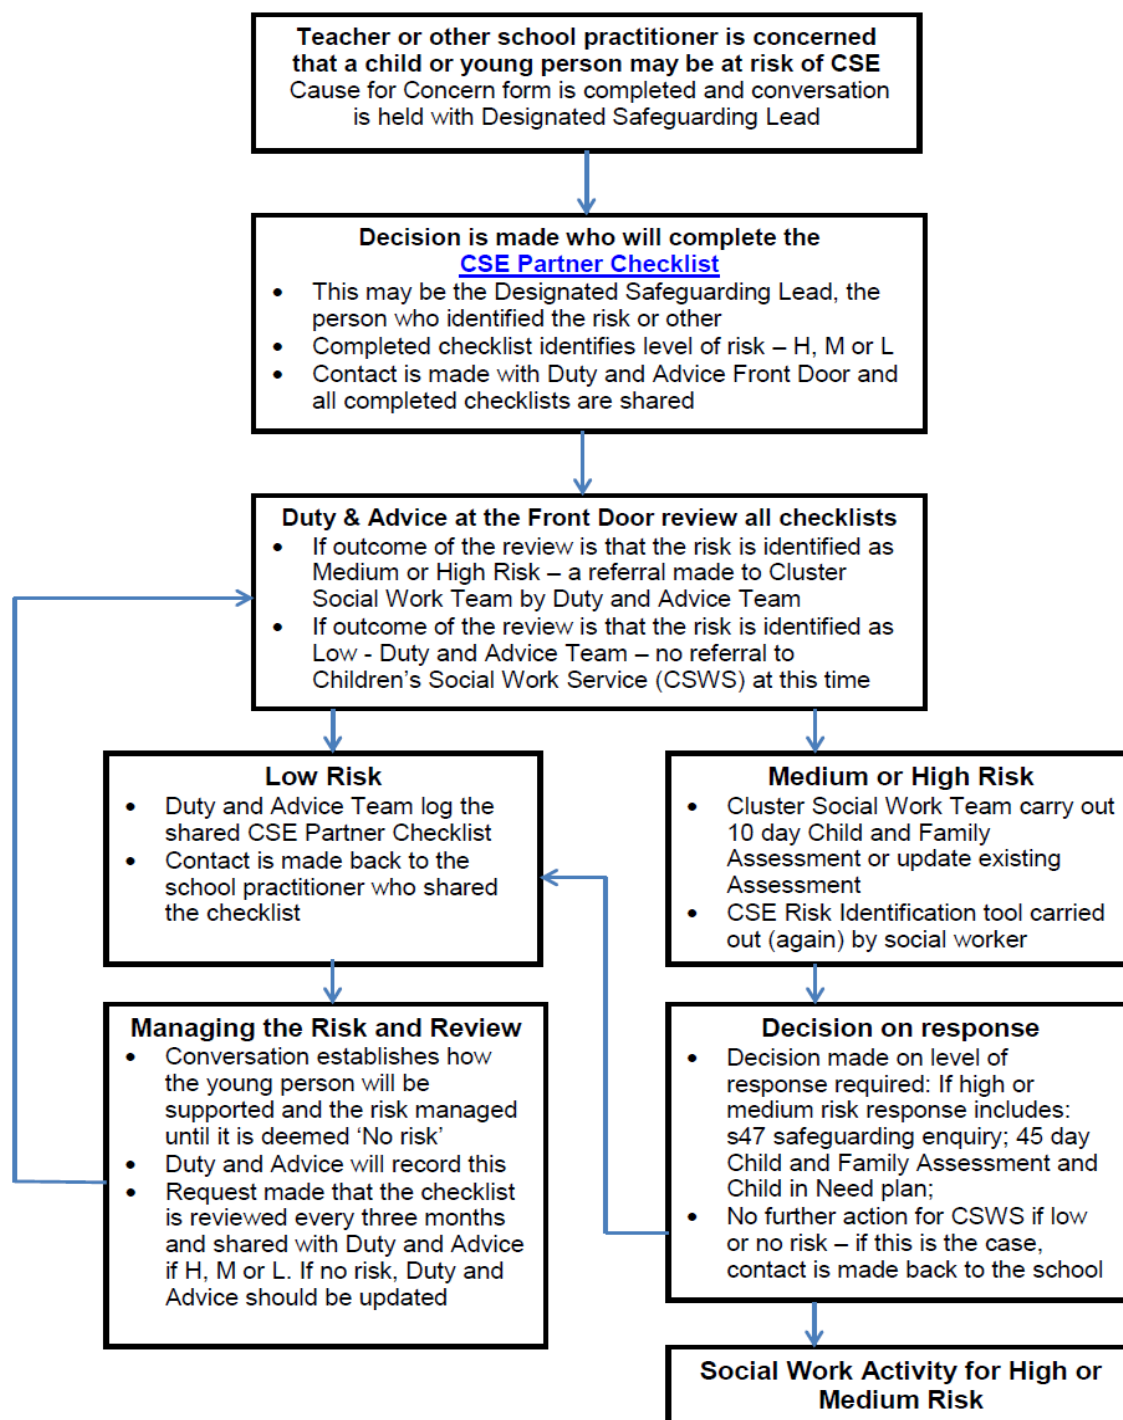 Teacher or other school practitioner is concerned
that a child or young person may be at risk of CSE
Cause for Concern form is completed and conversation
is held with Designated Safeguarding Lead
Decision is made who will complete the
CSE Partner Checklist
• This may be the Designated Safeguarding Lead, the
person who identified the risk or other
• Completed checklist identifies level of risk – H, M or L
• Contact is made with Duty and Advice Front Door and
all completed checklists are shared
Duty & Advice at the Front Door review all checklists
• If outcome of the review is that the risk is identified as
Medium or High Risk – a referral made to Cluster
Social Work Team by Duty and Advice Team
• If outcome of the review is that the risk is identified as
Low - Duty and Advice Team – no referral to
Children's Social Work Service (CSWS) at this time
Low Risk
• Duty and Advice Team log the
shared CSE Partner Checklist
• Contact is made back to the
school practitioner who shared
the checklist
Medium or High Risk
• Cluster Social Work Team carry out
10 day Child and Family
Assessment or update existing
Assessment
• CSE Risk Identification tool carried
out (again) by social worker
Managing the Risk and Review
• Conversation establishes how
the young person will be
supported and the risk managed
until it is deemed 'No risk'
• Duty and Advice will record this
• Request made that the checklist
is reviewed every three months
and shared with Duty and Advice
if H, M or L. If no risk, Duty and
Advice should be updated
Decision on response
• Decision made on level of
response required: If high or
medium risk response includes:
s47 safeguarding enquiry; 45 day
Child and Family Assessment and
Child in Need plan;
• No further action for CSWS if low
or no risk – if this is the case,
contact is made back to the school
Social Work Activity for High or
Medium Risk